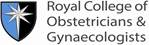 Royal College of
Obstetricians &
Gynaecologists